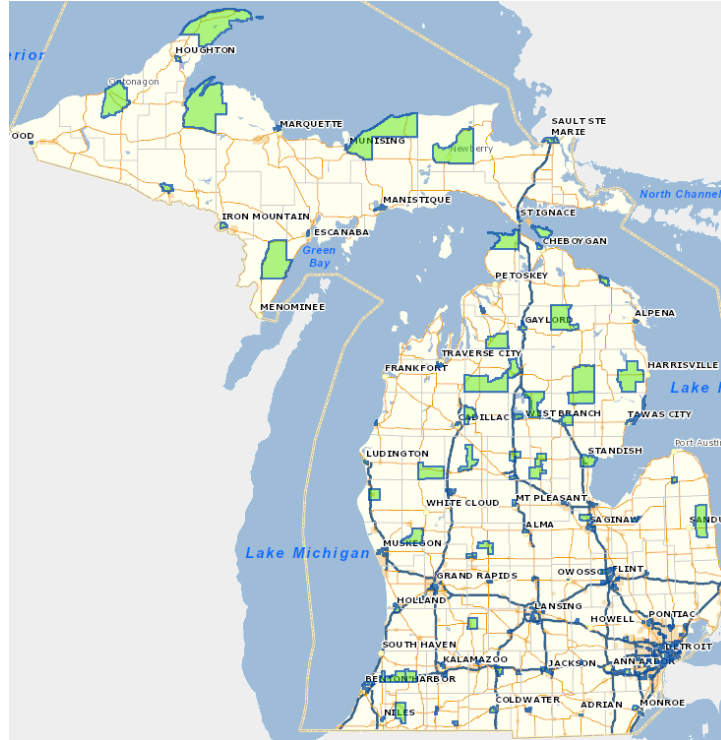 HOUGHTON
erior
Ontonagon
OOD
MARQUETTE
MUNISING
Newberry
SAULT STE
MARIE
North Channel
MANISTIQUE
IRON MOUNTAIN
ST IGNACE
ESCANABA
CHEBOYGAN
Green
Bay
PETOSKEY
MENOMINEE
GAYLORD
ALPENA
TRAVERSE CITY
FRANKFORT
HARRISVILLE
Lake
CADILLAC
WEST BRANCH
TAWAS CITY
Port Austin
LUDINGTON
STANDISH
WHITE CLOUD
MT PLEASANT
SAGINAW
SANDU
ALMA
MUSKEGON
Lake Michigan
GRAND RAPIDS
OWOSSO
FLINT
HOLLAND
LANSING
HOWELL
PONTIAC
SOUTH HAVEN
DETROIT
KALAMAZOO
JACKSON
ANN ARBOR
BENTON HARBOR
COLDWATER
ADRIAN
MONROE
NILES